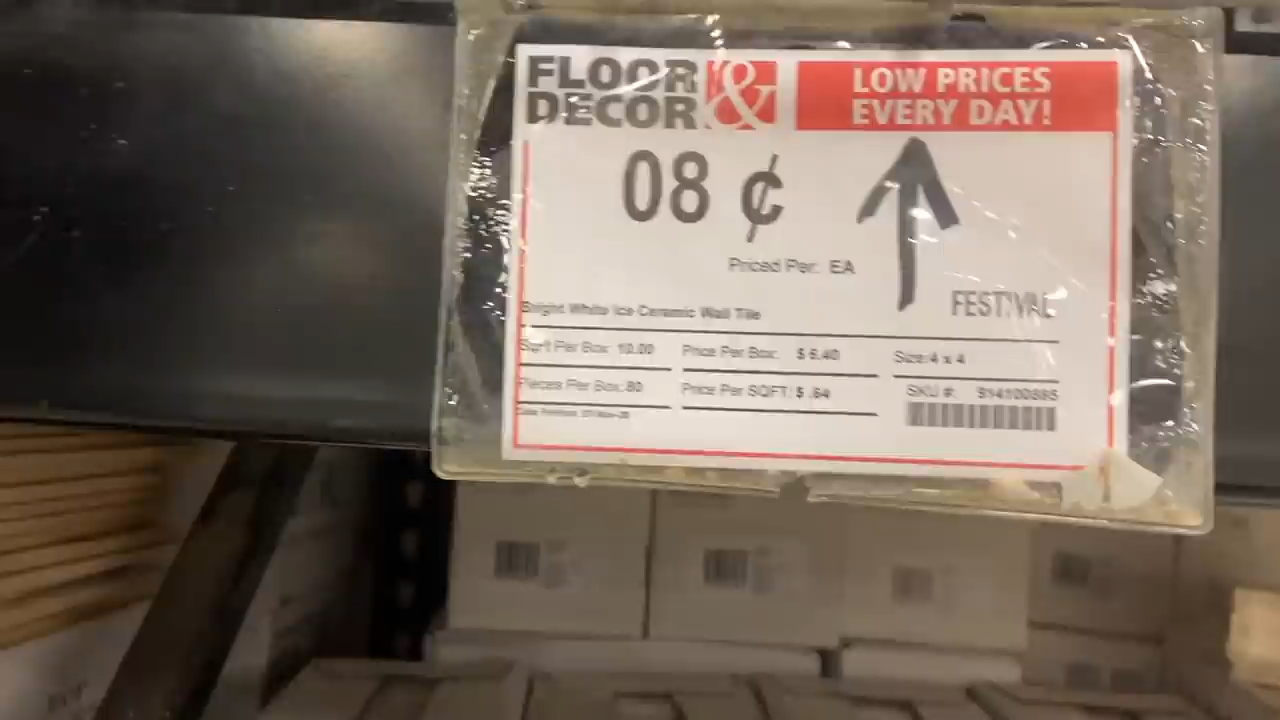 FLOOR & DECOR
LOW PRICES
EVERY DAY!
08 ¢
Priced Per: EA
FESTIVAL
Bright White Ice Ceramic Wall Tile
Sqft Per Box: 10.00
Price Per Box: $ 6.40
Size: 4 x 4
Pieces Per Box: 80
Price Per SQFT: $ .64
SKU #: 914100385